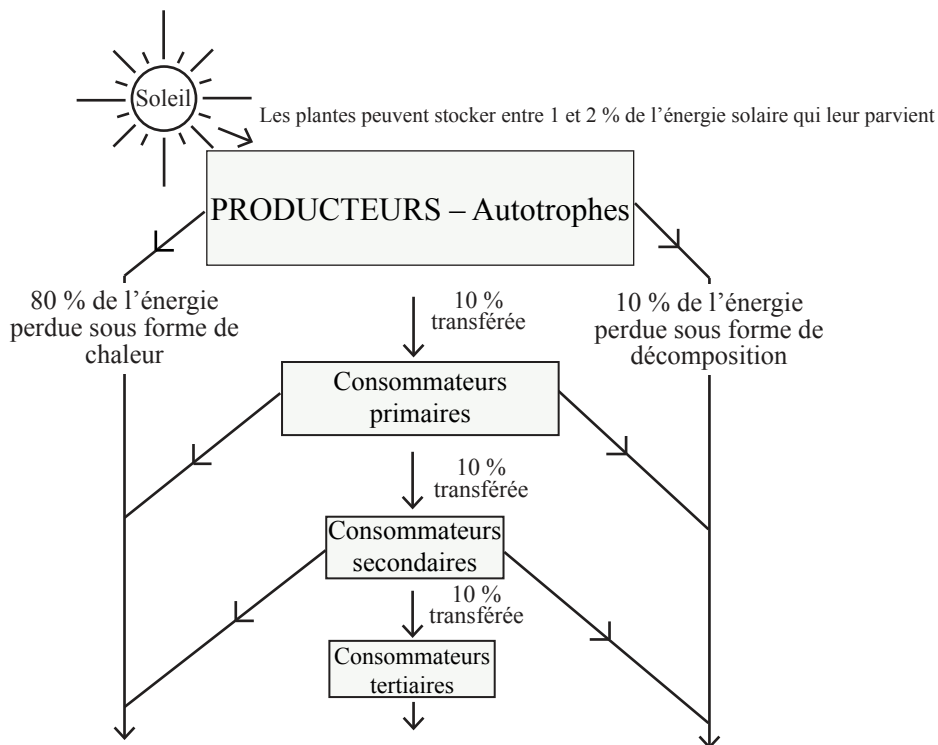 Soleil
Les plantes peuvent stocker entre 1 et 2 % de l’énergie solaire qui leur parvient
PRODUCTEURS – Autotrophes
80 % de l’énergie
perdue sous forme de
chaleur
10 %
transférée
10 % de l’énergie
perdue sous forme de
décomposition
Consommateurs
primaires
10 %
transférée
Consommateurs
secondaires
10 %
transférée
Consommateurs
tertiaires